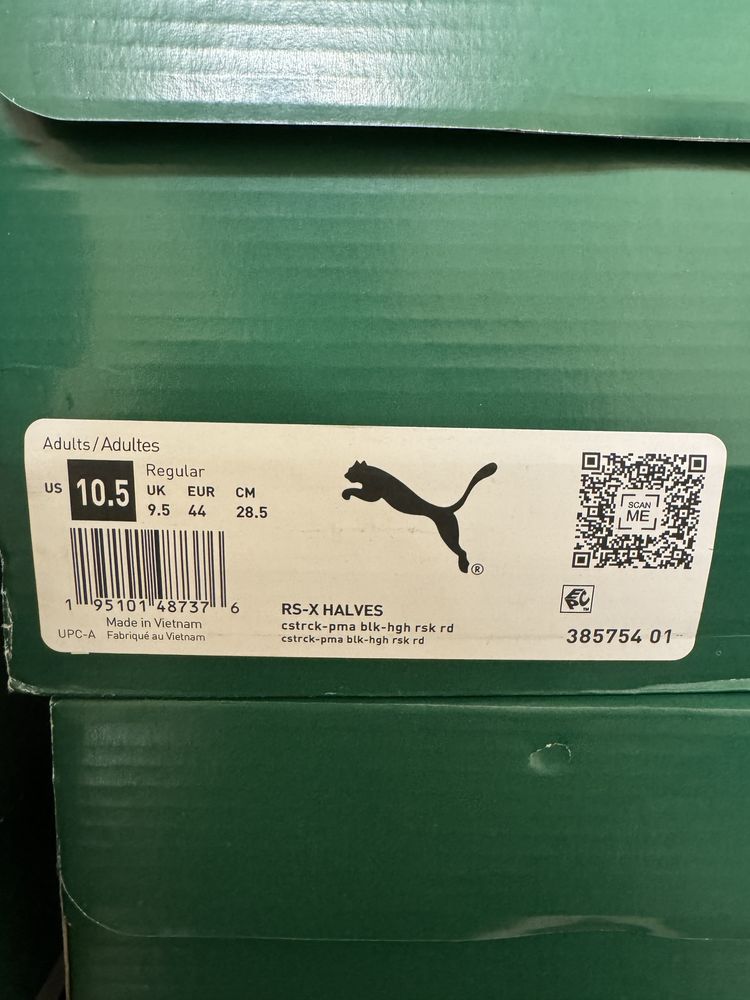 Adults/Adultes
US 10.5
Regular
UK EUR CM
9.5 44 28.5
®
SCAN
ME
1 95101 48737 6
UPC-A
Made in Vietnam
Fabriqué au Vietnam
RS-X HALVES
cstrck-pma blk-hgh rsk rd
cstrck-pma blk-hgh rsk rd
385754 01